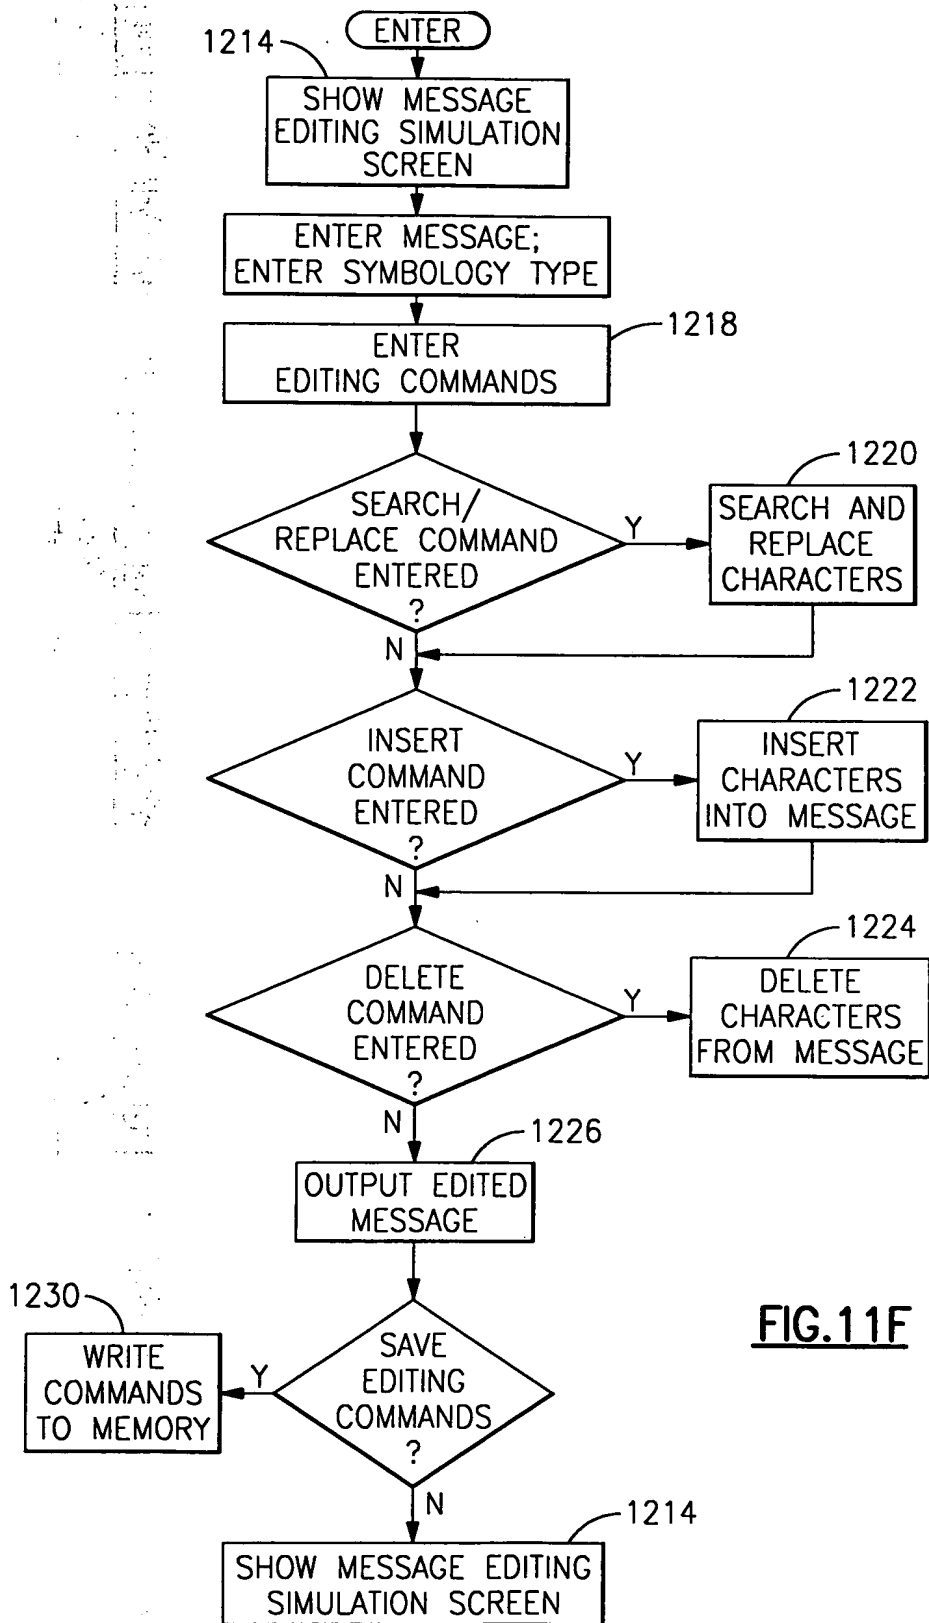 ENTER
1214
SHOW MESSAGE
EDITING SIMULATION
SCREEN
ENTER MESSAGE;
ENTER SYMBOLOGY TYPE
1218
ENTER
EDITING COMMANDS
SEARCH/
REPLACE COMMAND
ENTERED
?
Y
1220
SEARCH AND
REPLACE
CHARACTERS
N
INSERT
COMMAND
ENTERED
?
Y
1222
INSERT
CHARACTERS
INTO MESSAGE
N
DELETE
COMMAND
ENTERED
?
Y
1224
DELETE
CHARACTERS
FROM MESSAGE
N
1226
OUTPUT EDITED
MESSAGE
SAVE
EDITING
COMMANDS
?
Y
1230
WRITE
COMMANDS
TO MEMORY
FIG.11F
N
1214
SHOW MESSAGE EDITING
SIMULATION SCREEN